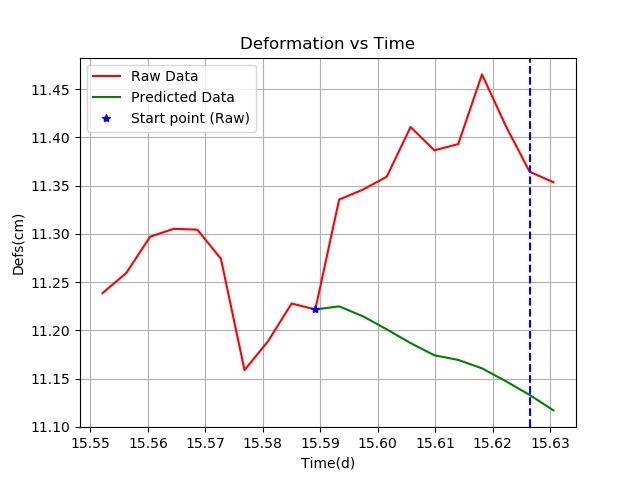 Deformation vs Time
Raw Data
Predicted Data
Start point (Raw)
Defs(cm)
11.45
11.40
11.35
11.30
11.25
11.20
11.15
11.10
15.55 15.56 15.57 15.58 15.59 15.60 15.61 15.62 15.63
Time(d)